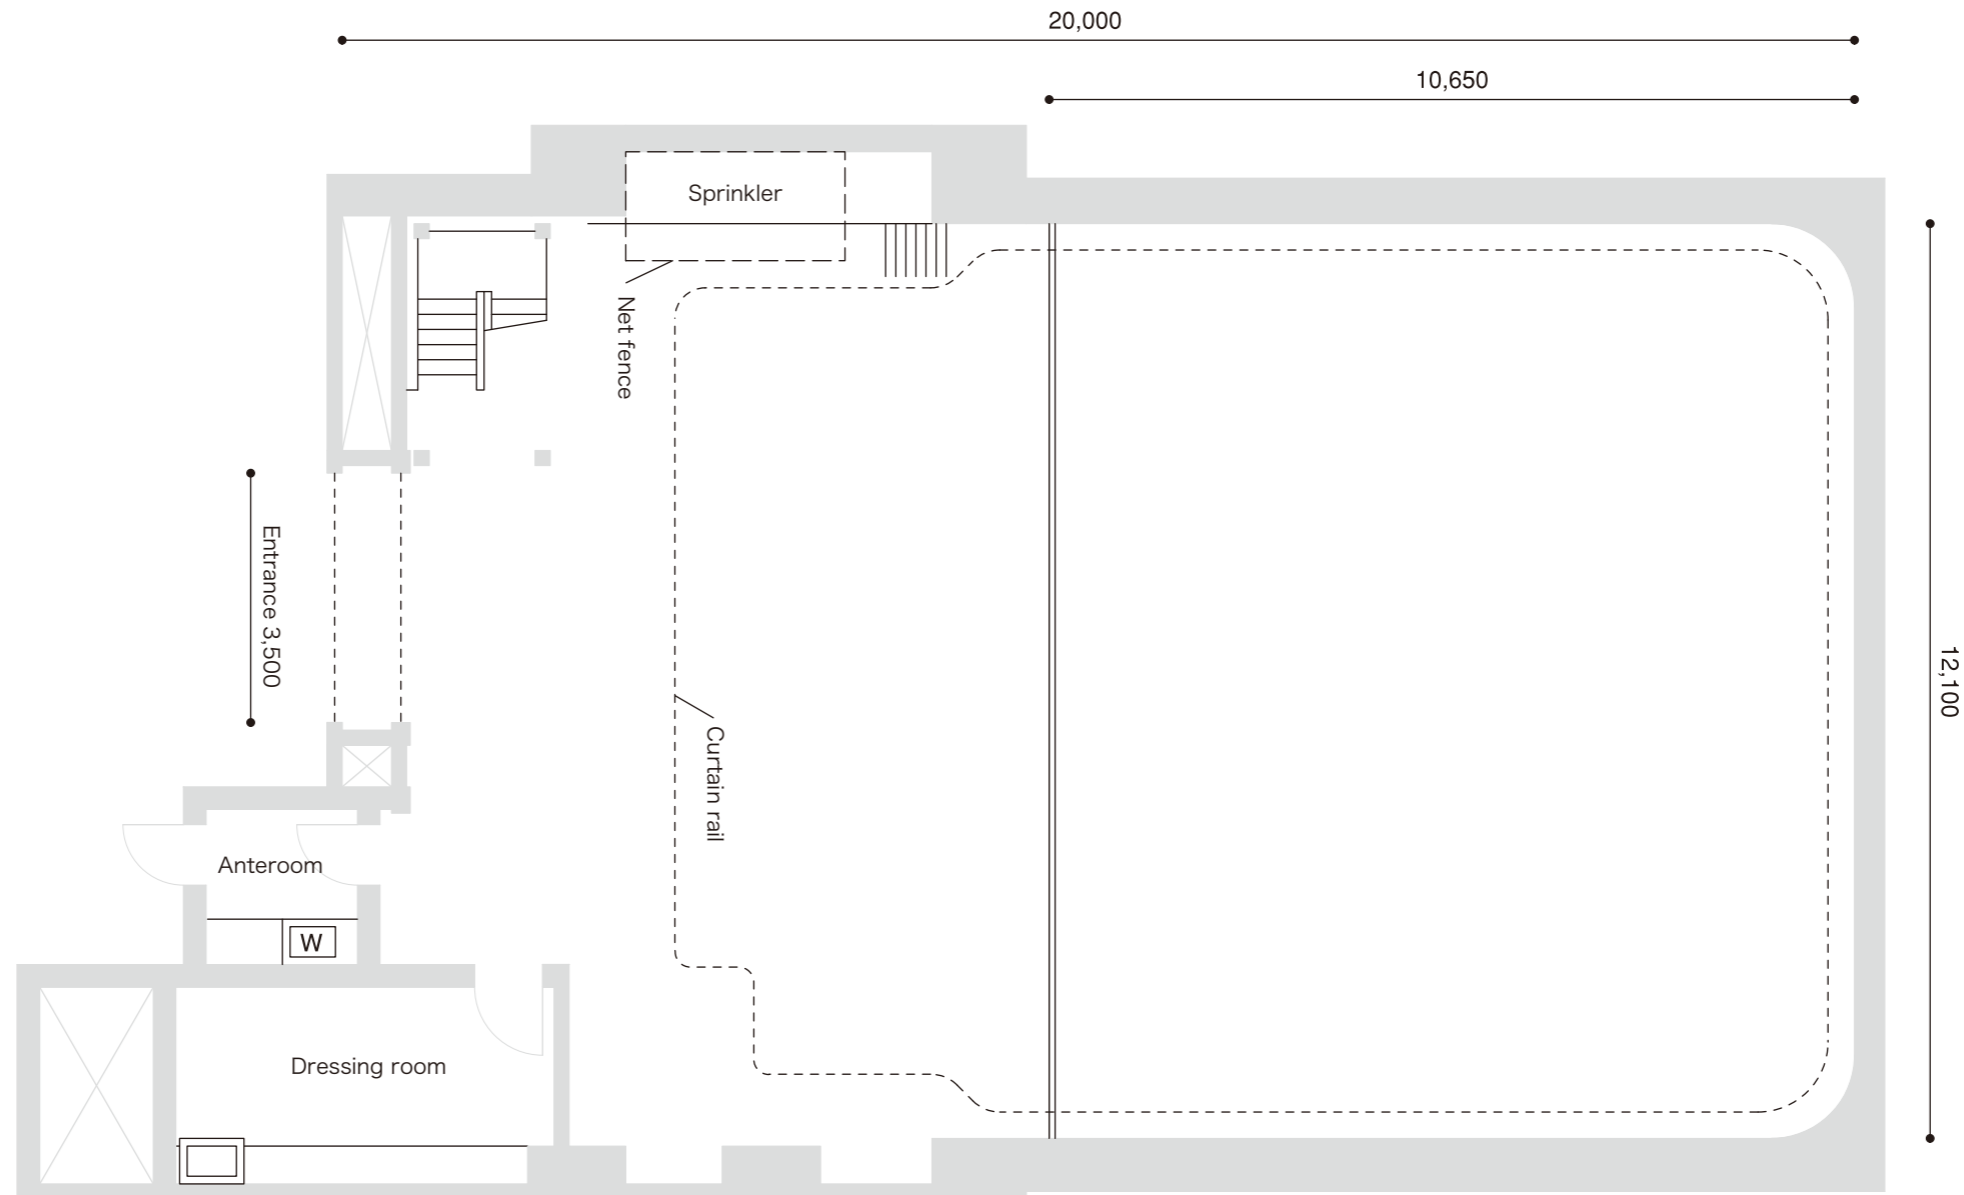 20,000
10,650
Sprinkler
Net fence
Entrance 3,500
12,100
Curtain rail
Anteroom
W
Dressing room